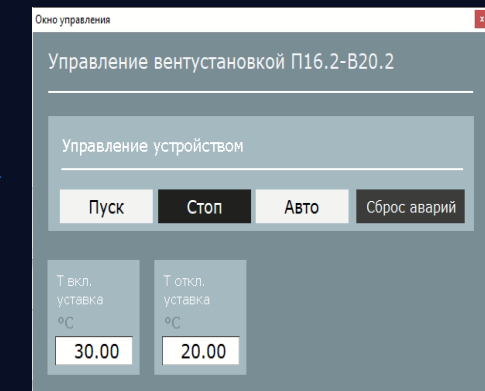 Окно управления
x
Управление вентустановкой П16.2-В20.2
Управление устройством
Пуск Стоп Авто Сброс аварий
Т вкл. уставка
°C
30.00
Т откл. уставка
°C
20.00